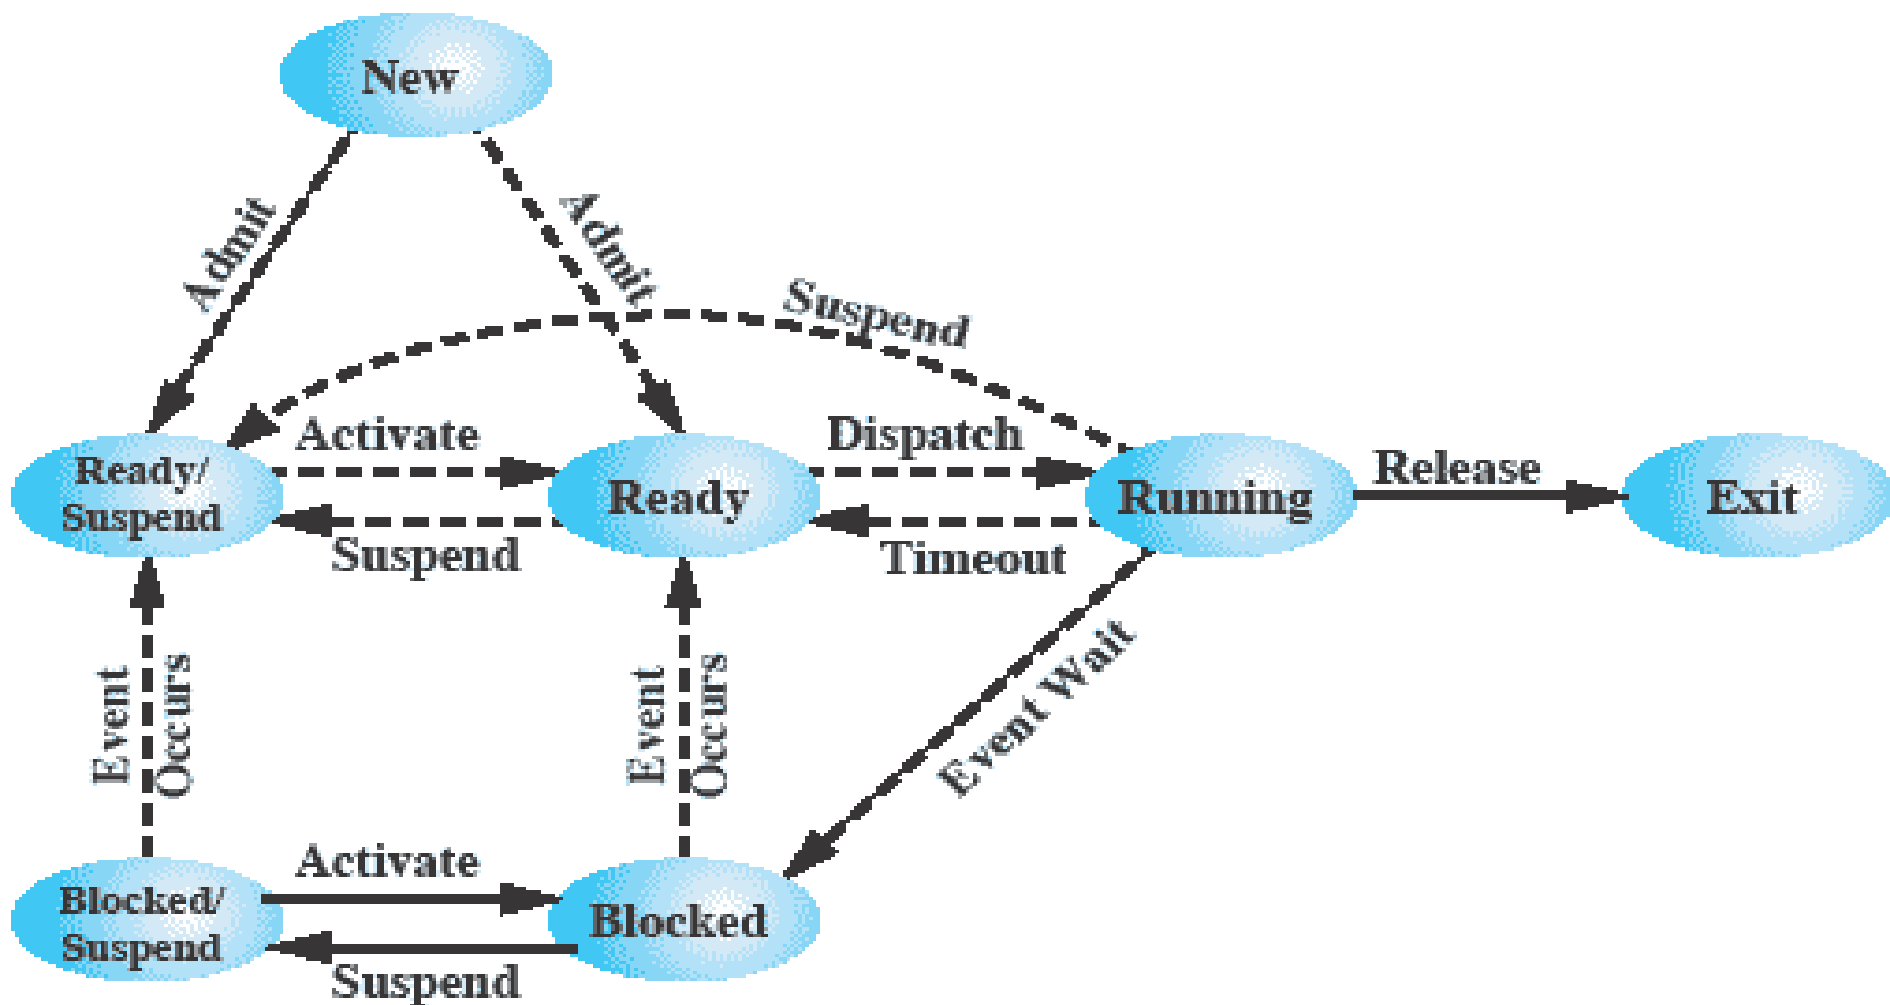 New
Admit
Admit
Suspend
Activate
Dispatch
Ready/
Suspend
Ready
Running
Release
Exit
Suspend
Timeout
Event
Occurs
Event
Occurs
Event Wait
Activate
Blocked/
Suspend
Blocked
Suspend